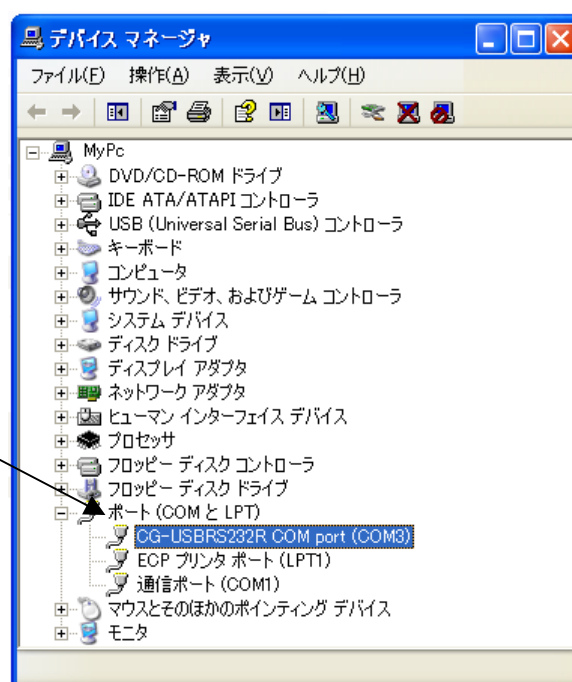 デバイス マネージャ
ファイル(F) 操作(A) 表示(V) ヘルプ(H)
MyPc
DVD/CD-ROM ドライブ
IDE ATA/ATAPI コントローラ
USB (Universal Serial Bus) コントローラ
キーボード
コンピュータ
サウンド、ビデオ、およびゲーム コントローラ
システム デバイス
ディスク ドライブ
ディスプレイ アダプタ
ネットワーク アダプタ
ヒューマン インターフェイス デバイス
プロセッサ
フロッピー ディスク コントローラ
フロッピー ディスク ドライブ
ポート (COM と LPT)
CG-USBRS232R COM port (COM3)
ECP プリンタ ポート (LPT1)
通信ポート (COM1)
マウスとそのほかのポインティング デバイス
モニタ